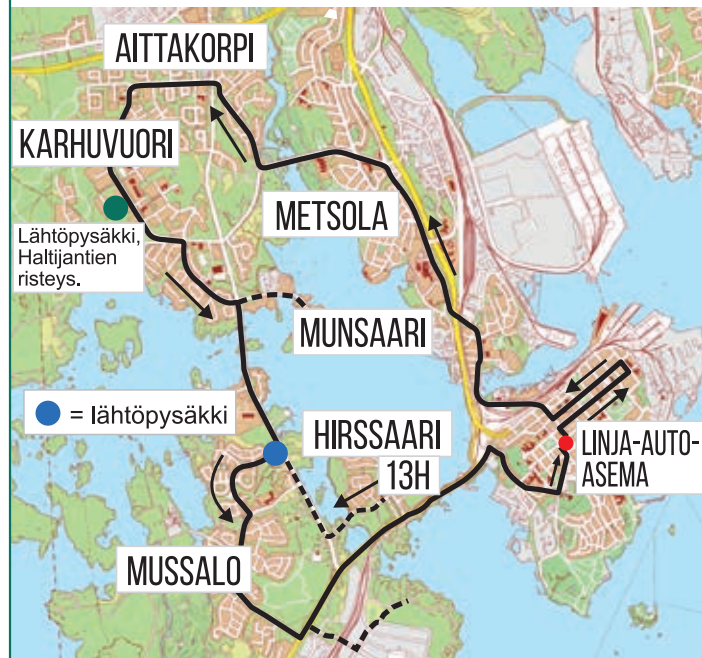 AITTAKORPI
KARHUVUORI
METSOLA
Lähtöpysäkki,
Haltijantien
risteys.
MUNSAARI
= lähtöpysäkki
HIRSSAARI
13H
LINJA-AUTO-
ASEMA
MUSSALO